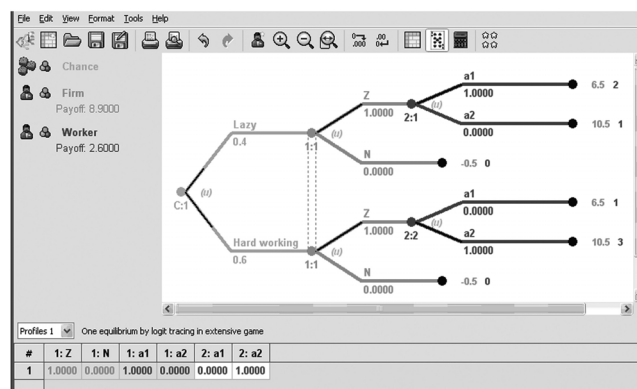 File Edit View Format Tools Help
Chance
Firm
Payoff: 8.9000
Worker
Payoff: 2.6000
C:1
(u)
Lazy
0.4
1:1
(u)
Z
1.0000
2:1
(u)
a1
1.0000
6.5 2
a2
0.0000
10.5 1
N
0.0000
-0.5 0
Hard working
0.6
1:1
(u)
Z
1.0000
2:2
(u)
a1
0.0000
6.5 1
a2
1.0000
10.5 3
N
0.0000
-0.5 0
Profiles 1 One equilibrium by logit tracing in extensive game
# 1: Z 1: N 1: a1 1: a2 2: a1 2: a2
1 1.0000 0.0000 1.0000 0.0000 0.0000 1.0000